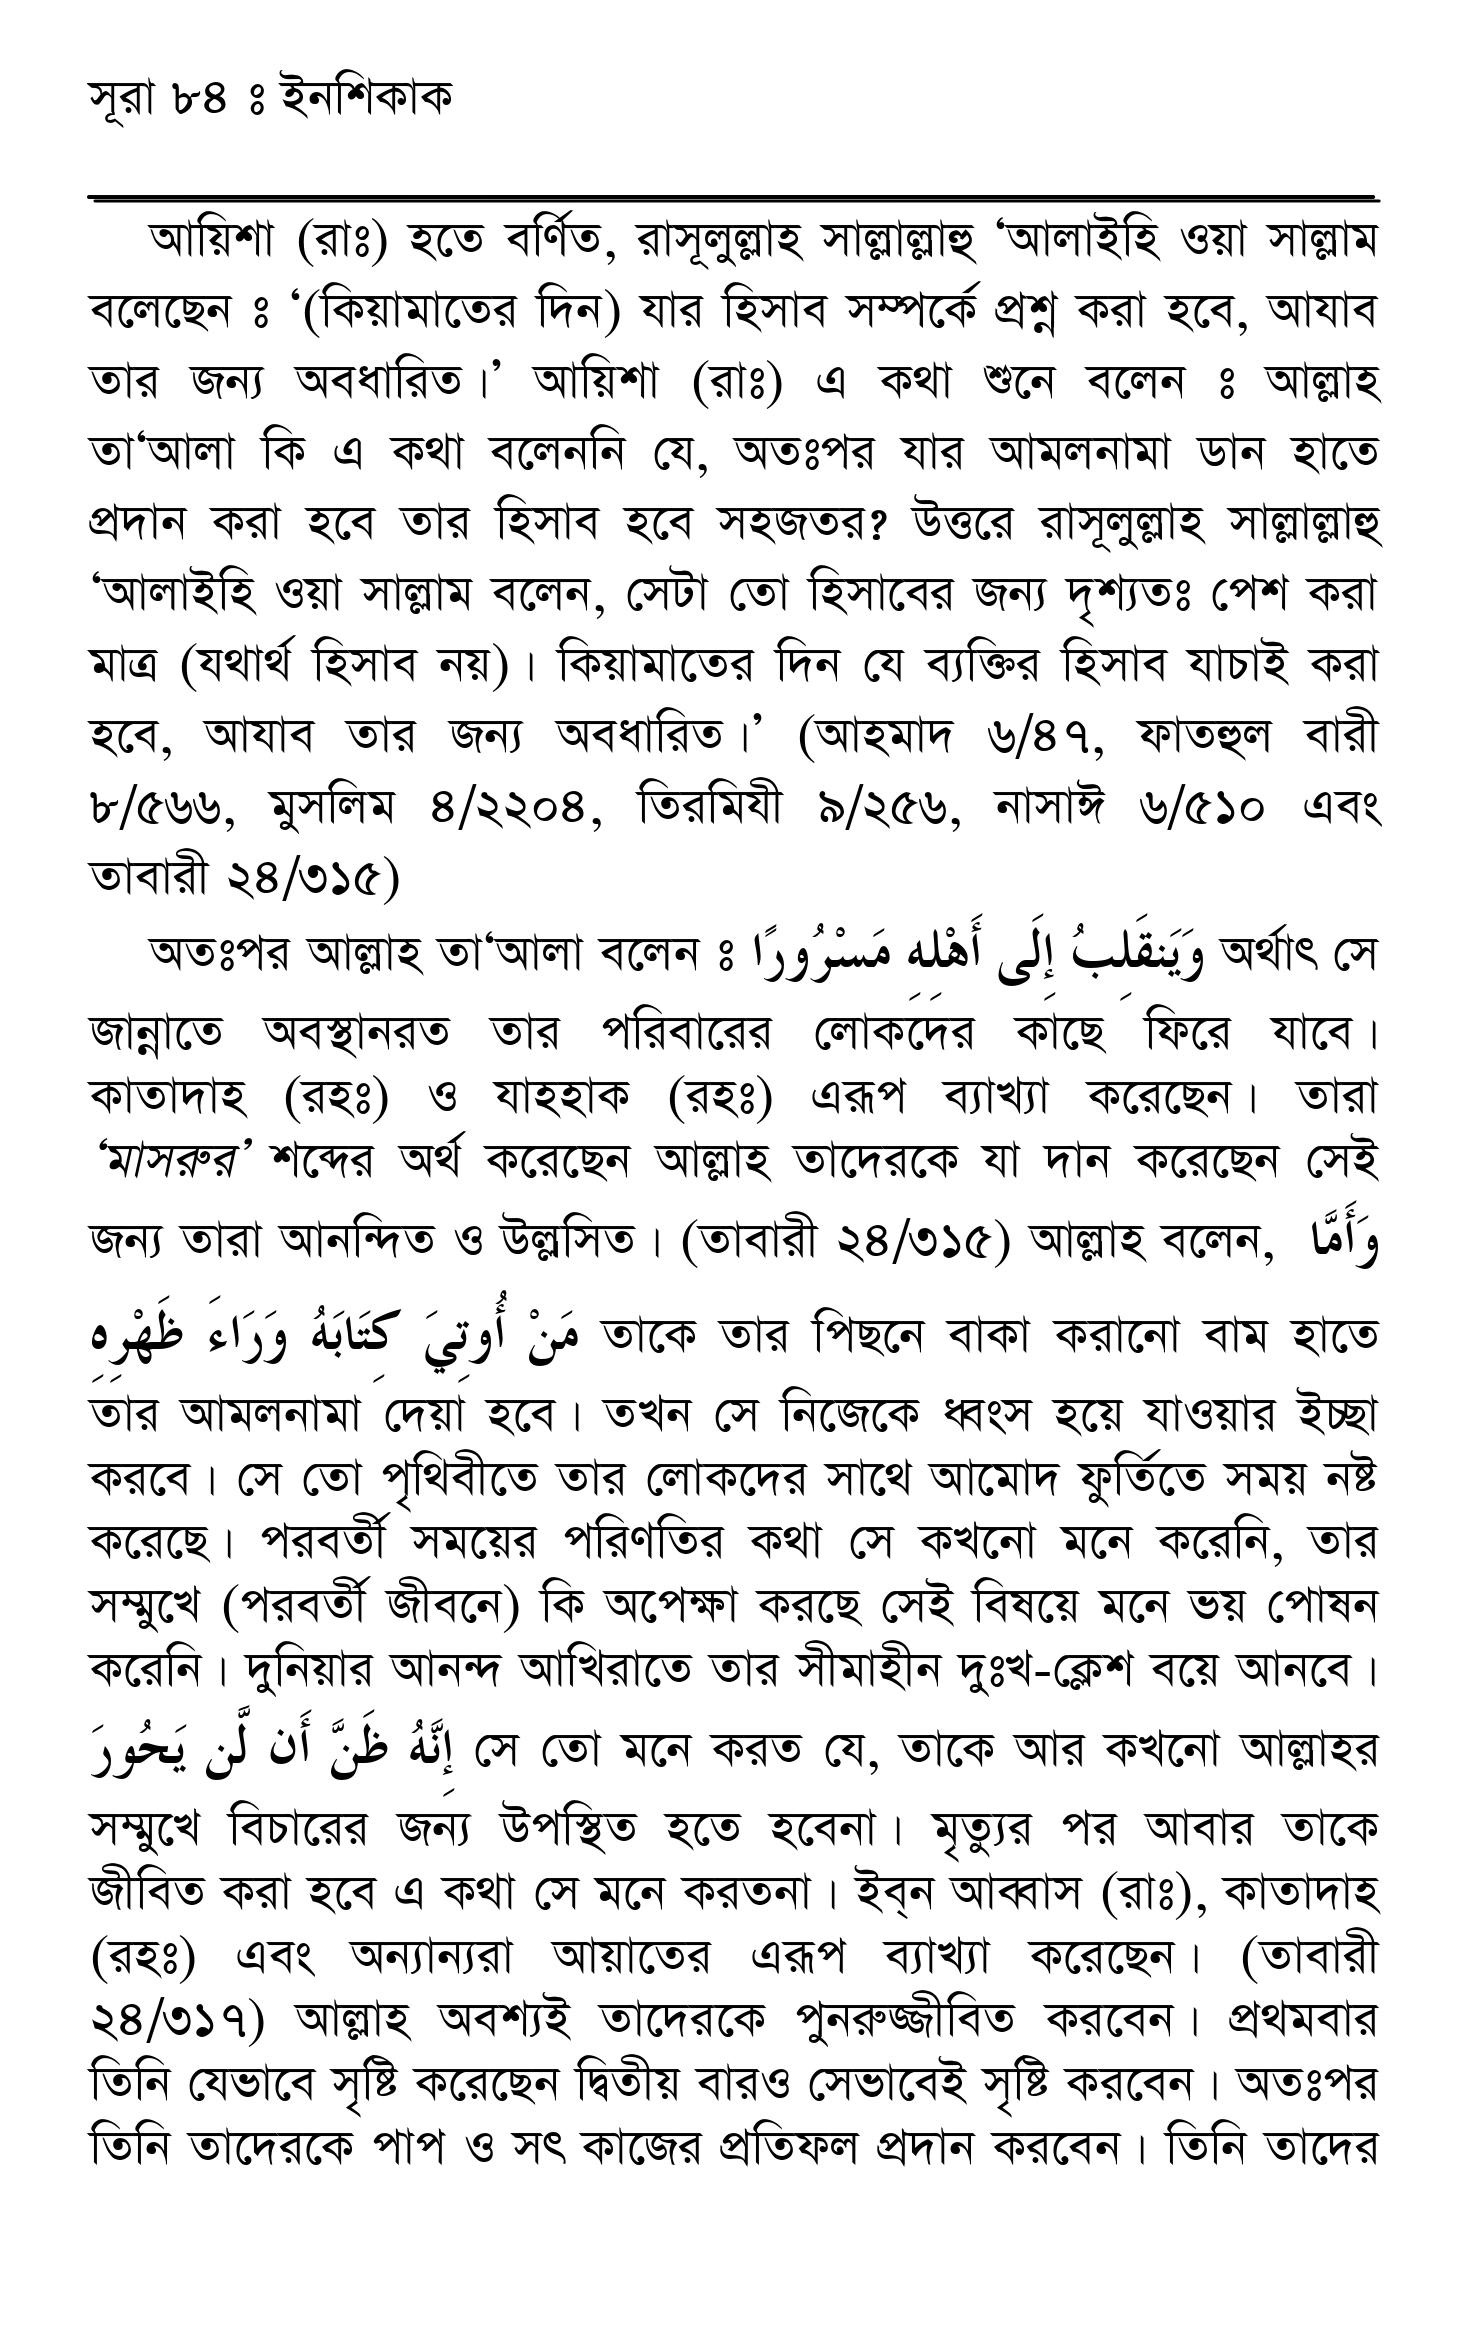 সূরা ৮৪ ঃ ইনশিকাক
আয়িশা (রাঃ) হতে বর্ণিত, রাসূলুল্লাহ সাল্লাল্লাহু ‘আলাইহি ওয়া সাল্লাম
বলেছেন ঃ ‘(কিয়ামাতের দিন) যার হিসাব সম্পর্কে প্রশ্ন করা হবে, আযাব
তার জন্য অবধারিত।’ আয়িশা (রাঃ) এ কথা শুনে বলেন ঃ আল্লাহ
তা‘আলা কি এ কথা বলেননি যে, অতঃপর যার আমলনামা ডান হাতে
প্রদান করা হবে তার হিসাব হবে সহজতর? উত্তরে রাসূলুল্লাহ সাল্লাল্লাহু
‘আলাইহি ওয়া সাল্লাম বলেন, সেটা তো হিসাবের জন্য দৃশ্যতঃ পেশ করা
মাত্র (যথার্থ হিসাব নয়)। কিয়ামাতের দিন যে ব্যক্তির হিসাব যাচাই করা
হবে, আযাব তার জন্য অবধারিত।’ (আহমাদ ৬/৪৭, ফাতহুল বারী
৮/৫৬৬, মুসলিম ৪/২২০৪, তিরমিযী ৯/২৫৬, নাসাঈ ৬/৫১০ এবং
তাবারী ২৪/৩১৫)
অতঃপর আল্লাহ তা‘আলা বলেন ঃ وَيَنقَلِبُ إِلَى أَهْلِهِ مَسْرُورًا অর্থাৎ সে
জান্নাতে অবস্থানরত তার পরিবারের লোকদের কাছে ফিরে যাবে।
কাতাদাহ (রহঃ) ও যাহহাক (রহঃ) এরূপ ব্যাখ্যা করেছেন। তারা
‘মাসরুর’ শব্দের অর্থ করেছেন আল্লাহ তাদেরকে যা দান করেছেন সেই
জন্য তারা আনন্দিত ও উল্লসিত। (তাবারী ২৪/৩১৫) আল্লাহ বলেন, وَأَمَّا
مَنْ أُوتِيَ كِتَابَهُ وَرَاءَ ظَهْرِهِ তাকে তার পিছনে বাকা করানো বাম হাতে
তার আমলনামা দেয়া হবে। তখন সে নিজেকে ধ্বংস হয়ে যাওয়ার ইচ্ছা
করবে। সে তো পৃথিবীতে তার লোকদের সাথে আমোদ ফুর্তিতে সময় নষ্ট
করেছে। পরবর্তী সময়ের পরিণতির কথা সে কখনো মনে করেনি, তার
সম্মুখে (পরবর্তী জীবনে) কি অপেক্ষা করছে সেই বিষয়ে মনে ভয় পোষন
করেনি। দুনিয়ার আনন্দ আখিরাতে তার সীমাহীন দুঃখ-ক্লেশ বয়ে আনবে।
إِنَّهُ ظَنَّ أَن لَّن يَحُورَ সে তো মনে করত যে, তাকে আর কখনো আল্লাহর
সম্মুখে বিচারের জন্য উপস্থিত হতে হবেনা। মৃত্যুর পর আবার তাকে
জীবিত করা হবে এ কথা সে মনে করতনা। ইব্‌ন আব্বাস (রাঃ), কাতাদাহ
(রহঃ) এবং অন্যান্যরা আয়াতের এরূপ ব্যাখ্যা করেছেন। (তাবারী
২৪/৩১৭) আল্লাহ অবশ্যই তাদেরকে পুনরুজ্জীবিত করবেন। প্রথমবার
তিনি যেভাবে সৃষ্টি করেছেন দ্বিতীয় বারও সেভাবেই সৃষ্টি করবেন। অতঃপর
তিনি তাদেরকে পাপ ও সৎ কাজের প্রতিফল প্রদান করবেন। তিনি তাদের